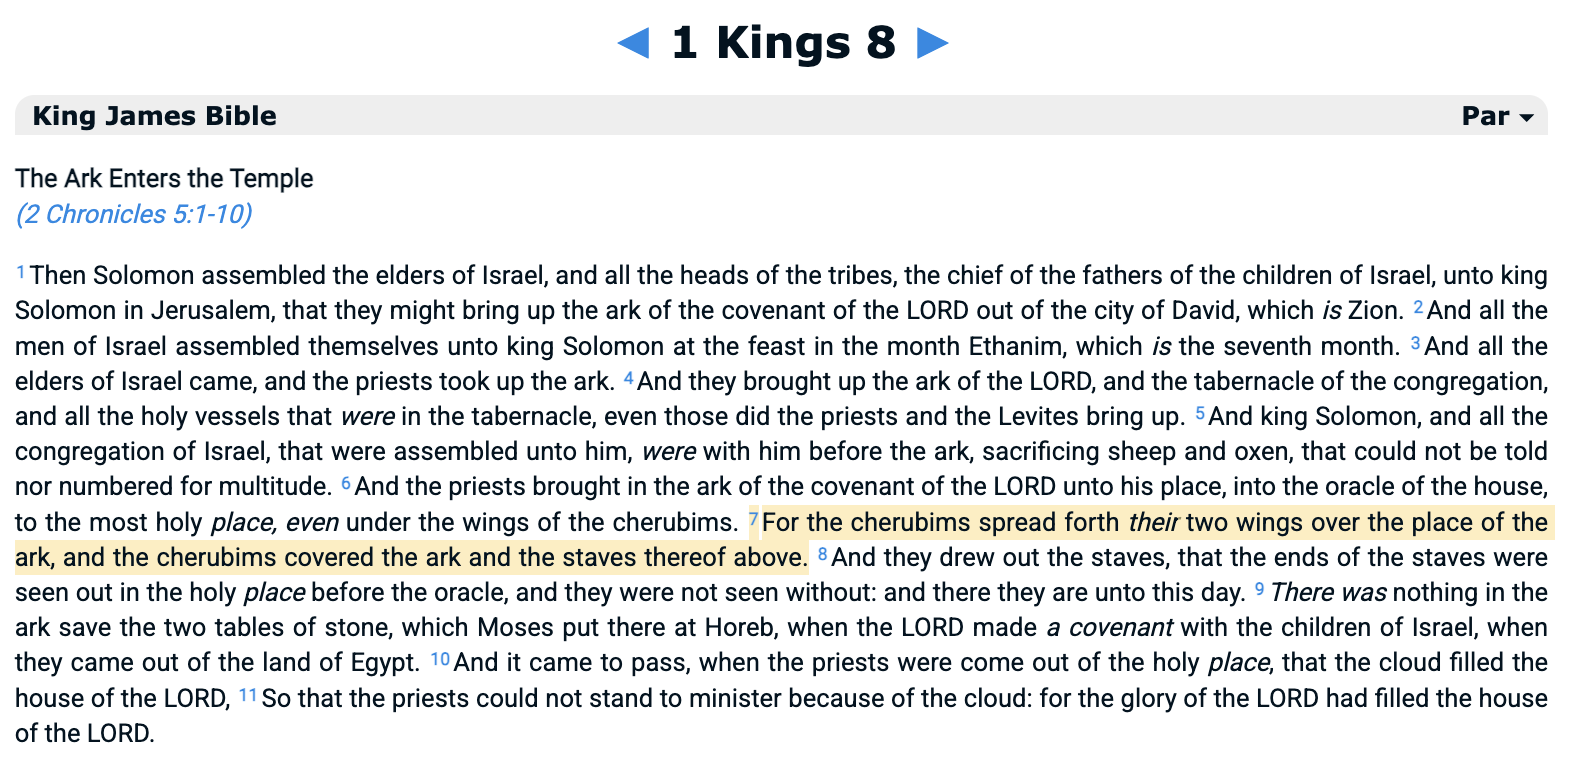 ◀ 1 Kings 8 ▶
King James Bible
Par ▾
The Ark Enters the Temple
(2 Chronicles 5:1-10)
1 Then Solomon assembled the elders of Israel, and all the heads of the tribes, the chief of the fathers of the children of Israel, unto king
Solomon in Jerusalem, that they might bring up the ark of the covenant of the LORD out of the city of David, which is Zion. 2 And all the
men of Israel assembled themselves unto king Solomon at the feast in the month Ethanim, which is the seventh month. 3 And all the
elders of Israel came, and the priests took up the ark. 4 And they brought up the ark of the LORD, and the tabernacle of the congregation,
and all the holy vessels that were in the tabernacle, even those did the priests and the Levites bring up. 5 And king Solomon, and all the
congregation of Israel, that were assembled unto him, were with him before the ark, sacrificing sheep and oxen, that could not be told
nor numbered for multitude. 6 And the priests brought in the ark of the covenant of the LORD unto his place, into the oracle of the house,
to the most holy place, even under the wings of the cherubims. 7 For the cherubims spread forth their two wings over the place of the
ark, and the cherubims covered the ark and the staves thereof above. 8 And they drew out the staves, that the ends of the staves were
seen out in the holy place before the oracle, and they were not seen without: and there they are unto this day. 9 There was nothing in the
ark save the two tables of stone, which Moses put there at Horeb, when the LORD made a covenant with the children of Israel, when
they came out of the land of Egypt. 10 And it came to pass, when the priests were come out of the holy place, that the cloud filled the
house of the LORD, 11 So that the priests could not stand to minister because of the cloud: for the glory of the LORD had filled the house
of the LORD.